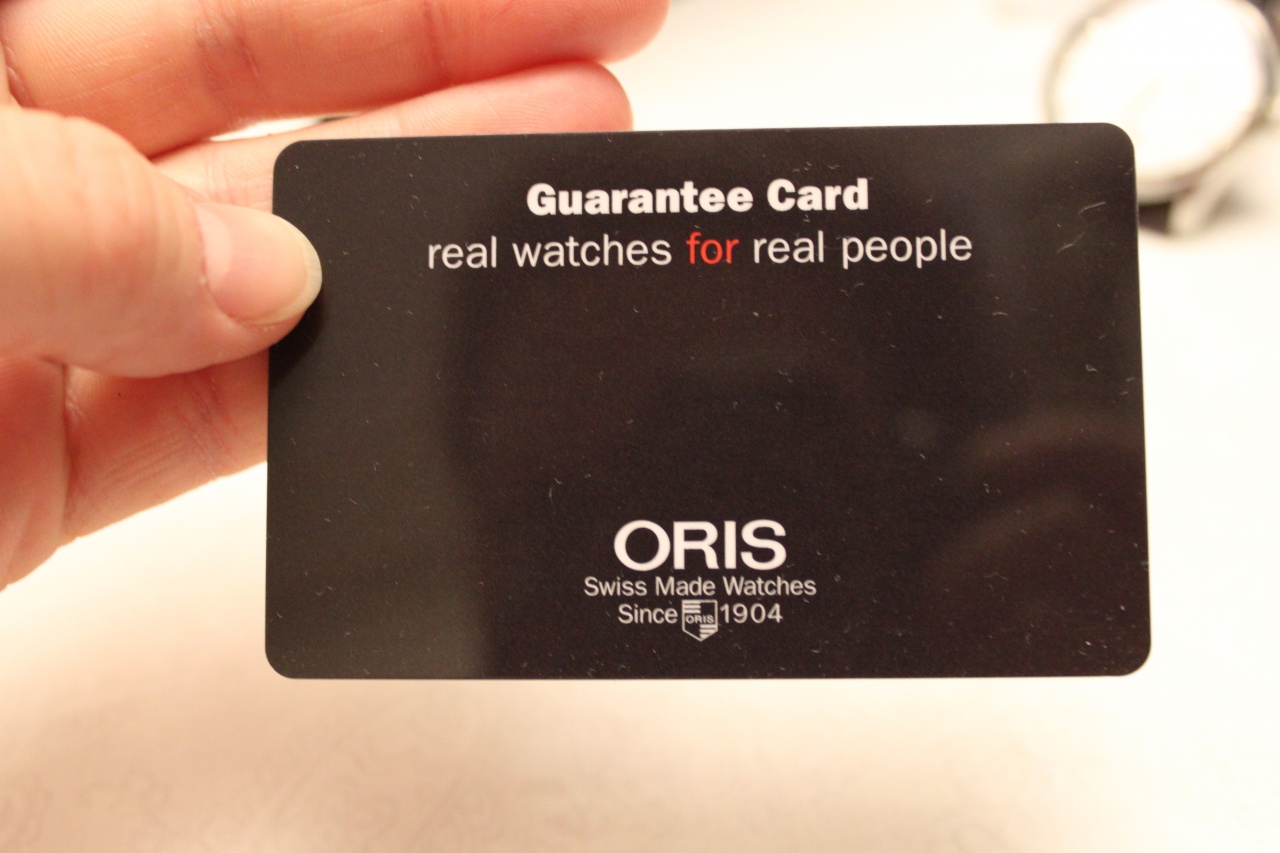 Guarantee Card
real watches for real people
ORIS
Swiss Made Watches
Since ORIS 1904